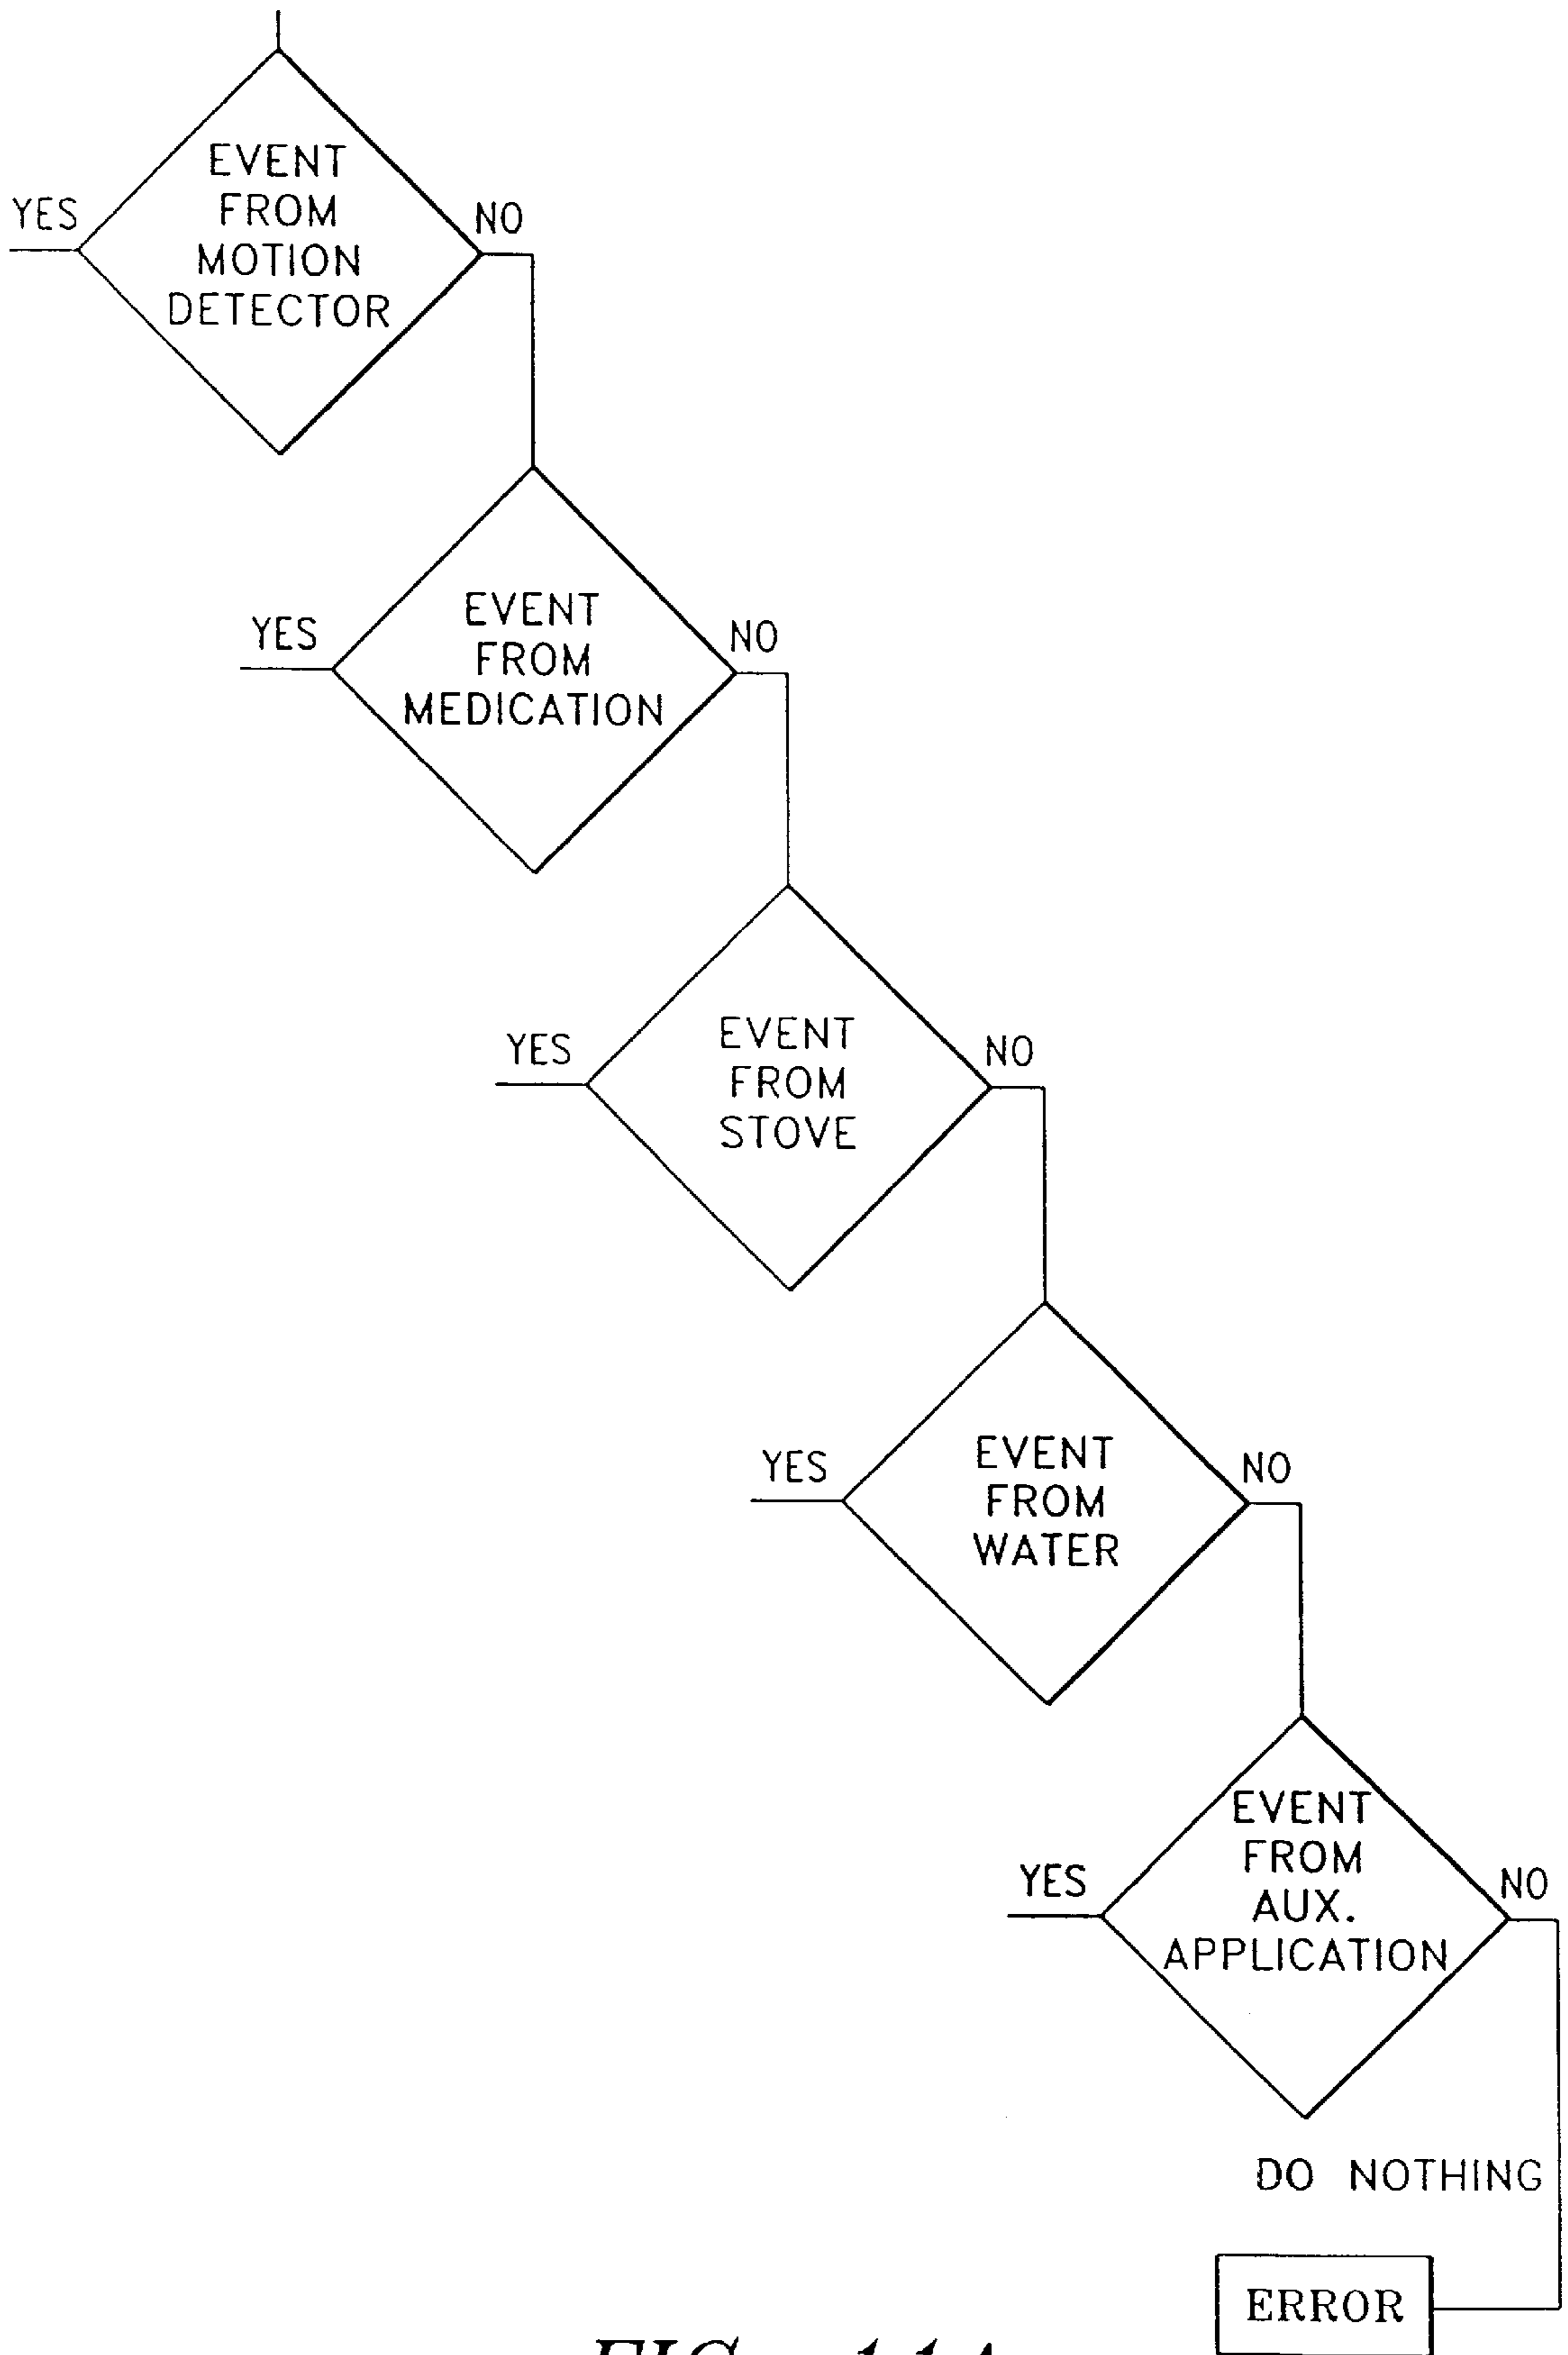 EVENT
FROM
MOTION
DETECTOR
YES
NO
EVENT
FROM
MEDICATION
YES
NO
EVENT
FROM
STOVE
YES
NO
EVENT
FROM
WATER
YES
NO
EVENT
FROM
AUX.
APPLICATION
YES
NO
DO NOTHING
ERROR